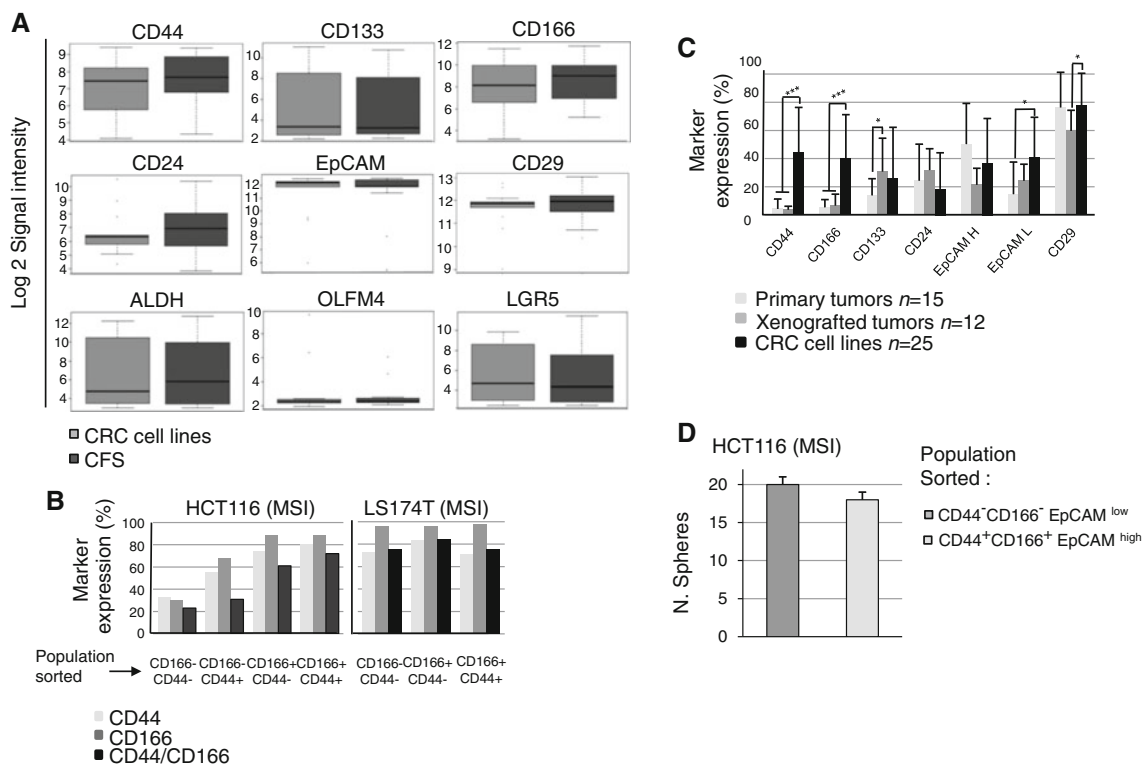 A
CD44
CD133
CD166
9
8
7
6
5
4
10
8
6
4
2
12
10
8
6
4
CD24
EpCAM
CD29
10
9
8
7
6
5
4
12
11
10
9
8
7
6
13
12
11
10
9
ALDH
OLFM4
LGR5
12
10
8
6
4
10
8
6
4
2
10
8
6
4
Log 2 Signal intensity
CRC cell lines
CFS
B
HCT116 (MSI)
LS174T (MSI)
Marker
expression (%)
100
80
60
40
20
0
Population
sorted
CD166- CD166- CD166+ CD166+
CD44- CD44+ CD44- CD44+
CD166- CD166+ CD166+
CD44- CD44- CD44+
CD44
CD166
CD44/CD166
C
Marker
expression (%)
100
80
60
40
20
0
***
***
*
*
*
CD44
CD166
CD133
CD24
EpCAM H
EpCAM L
CD29
Primary tumors n=15
Xenografted tumors n=12
CRC cell lines n=25
D
HCT116 (MSI)
N. Spheres
20
15
10
5
0
Population
Sorted :
CD44-CD166- EpCAM low
CD44+CD166+ EpCAM high